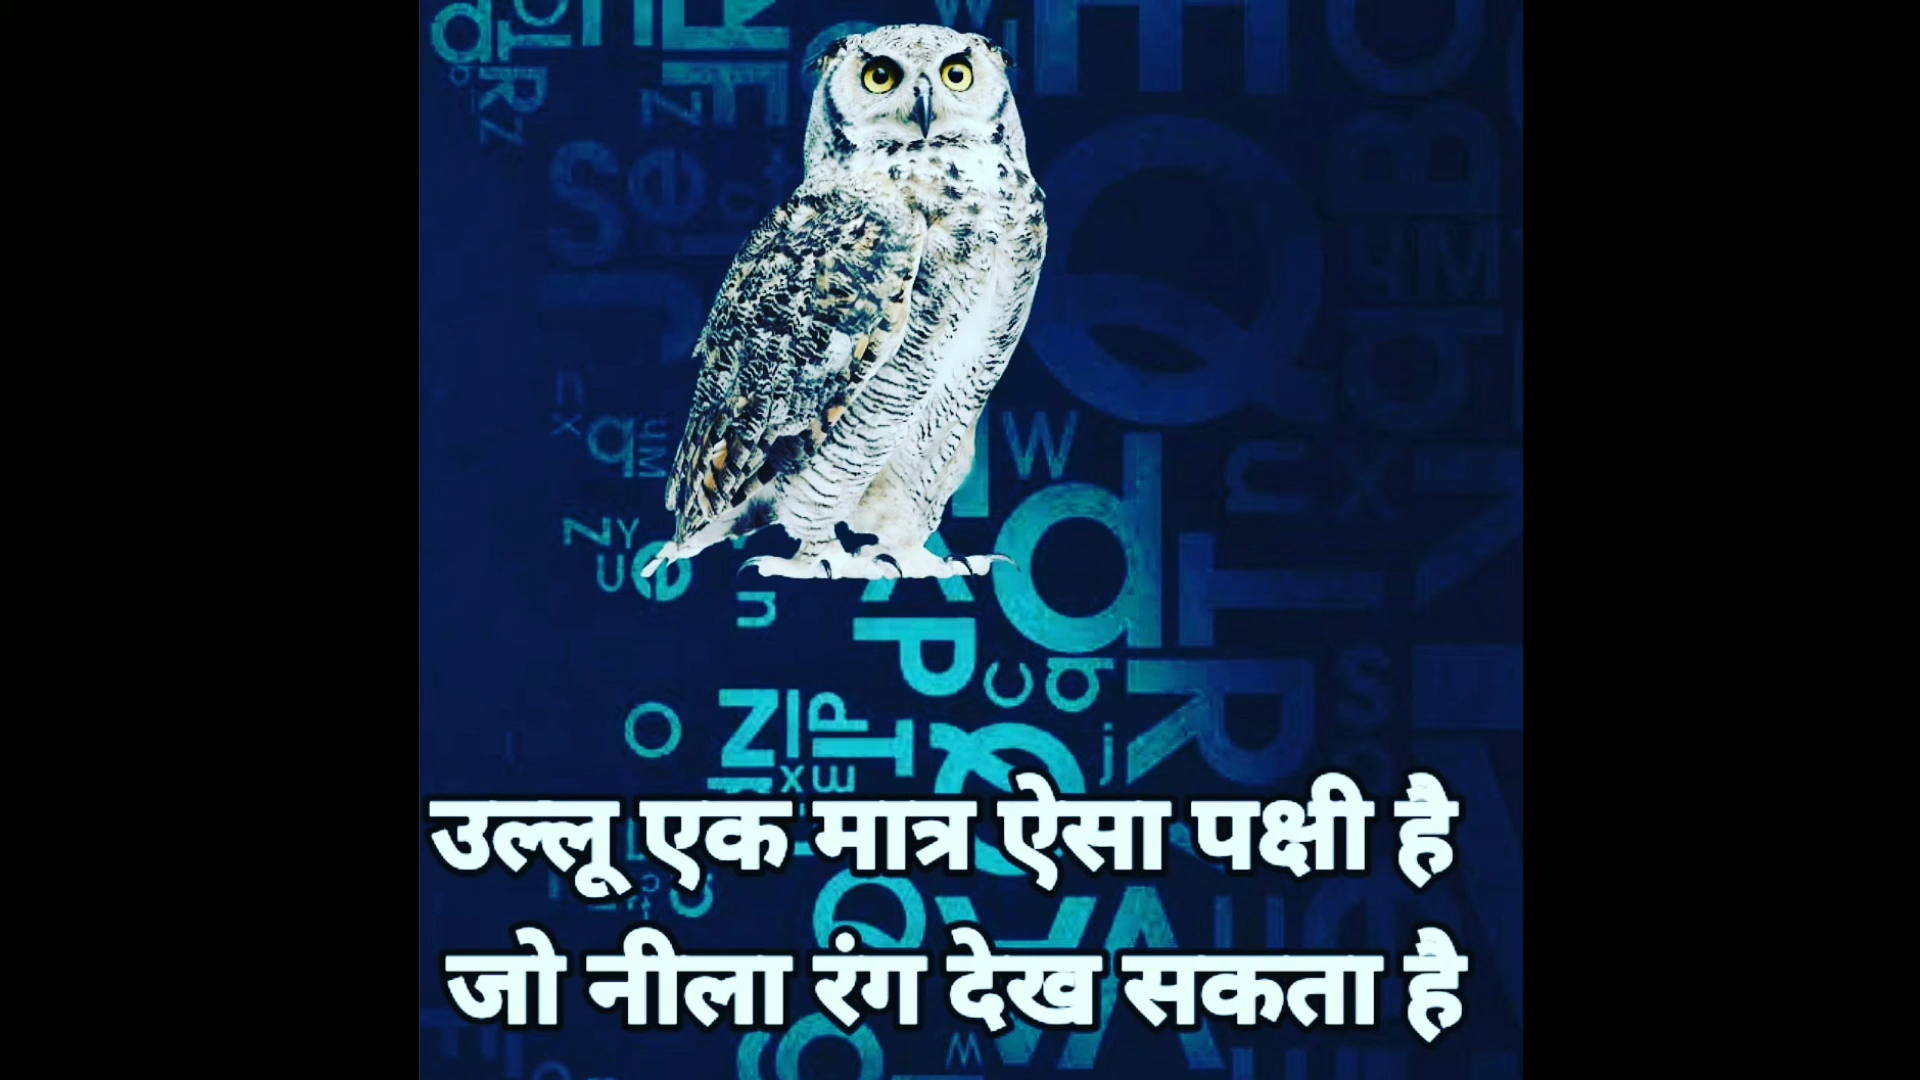 उल्लू एक मात्र ऐसा पक्षी है
जो नीला रंग देख सकता है